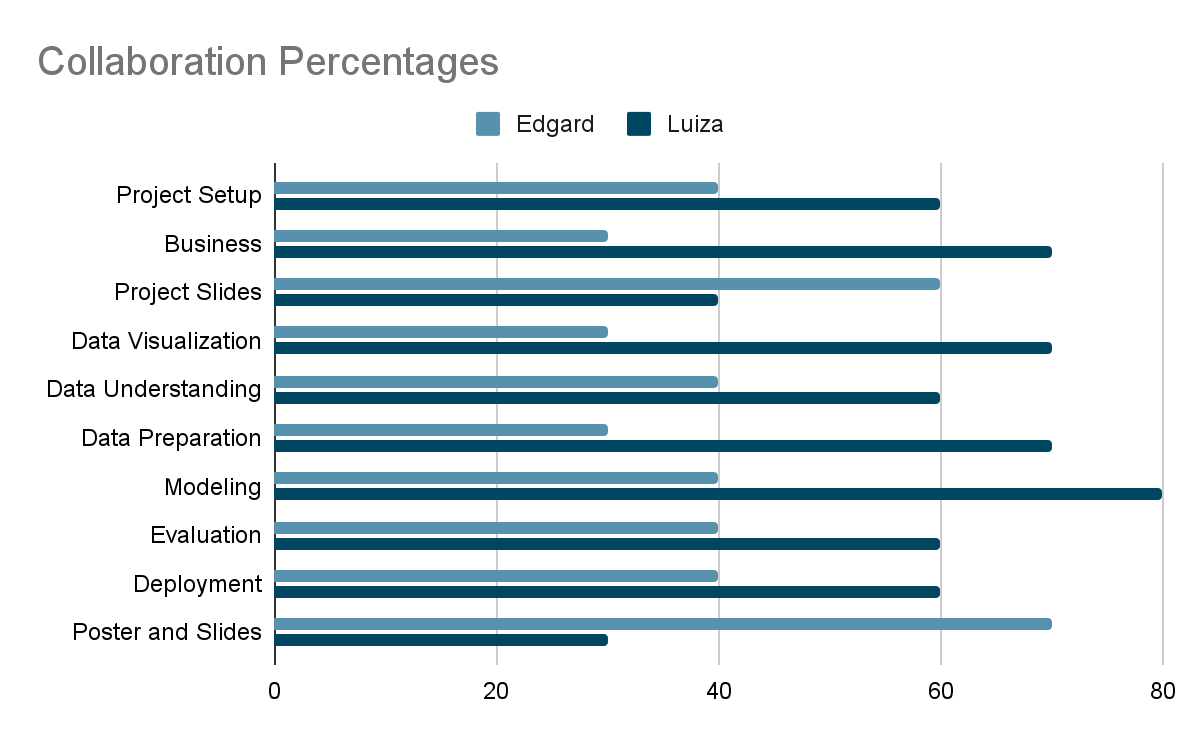 Collaboration Percentages
Edgard Luiza
Project Setup
Business
Project Slides
Data Visualization
Data Understanding
Data Preparation
Modeling
Evaluation
Deployment
Poster and Slides
0 20 40 60 80